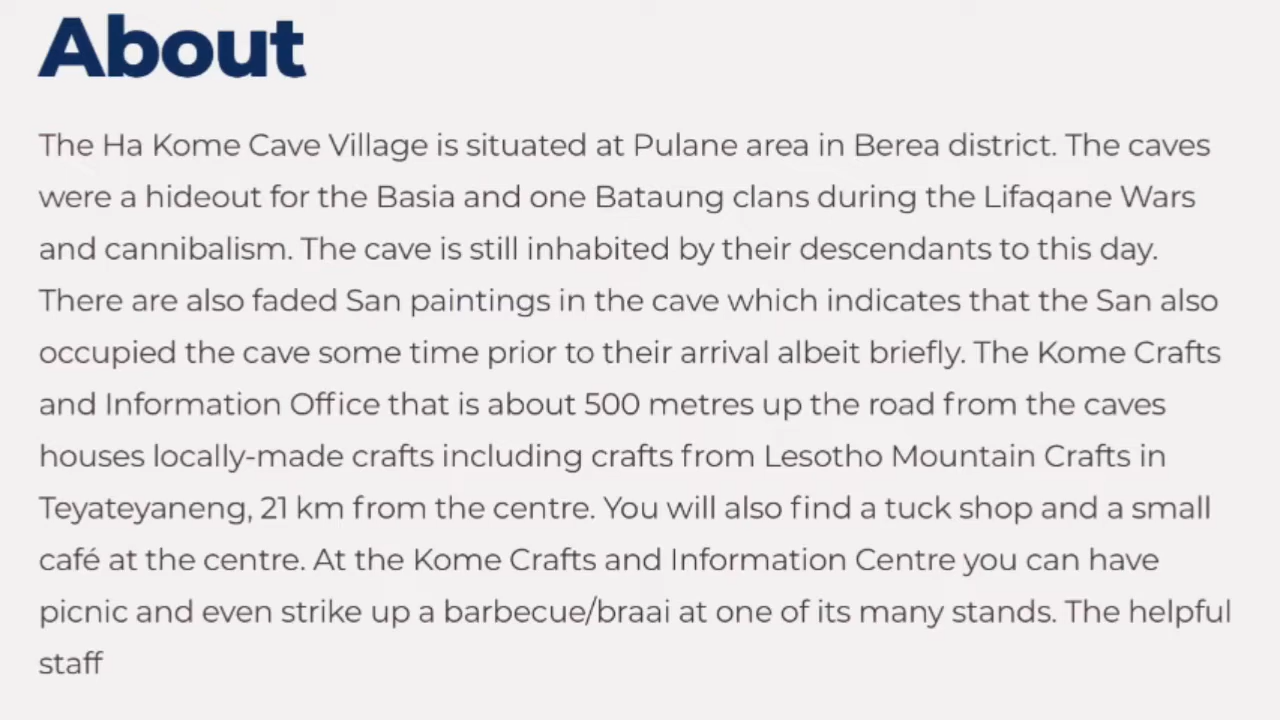 About
The Ha Kome Cave Village is situated at Pulane area in Berea district. The caves
were a hideout for the Basia and one Bataung clans during the Lifaqane Wars
and cannibalism. The cave is still inhabited by their descendants to this day.
There are also faded San paintings in the cave which indicates that the San also
occupied the cave some time prior to their arrival albeit briefly. The Kome Crafts
and Information Office that is about 500 metres up the road from the caves
houses locally-made crafts including crafts from Lesotho Mountain Crafts in
Teyateyaneng, 21 km from the centre. You will also find a tuck shop and a small
café at the centre. At the Kome Crafts and Information Centre you can have
picnic and even strike up a barbecue/braai at one of its many stands. The helpful
staff